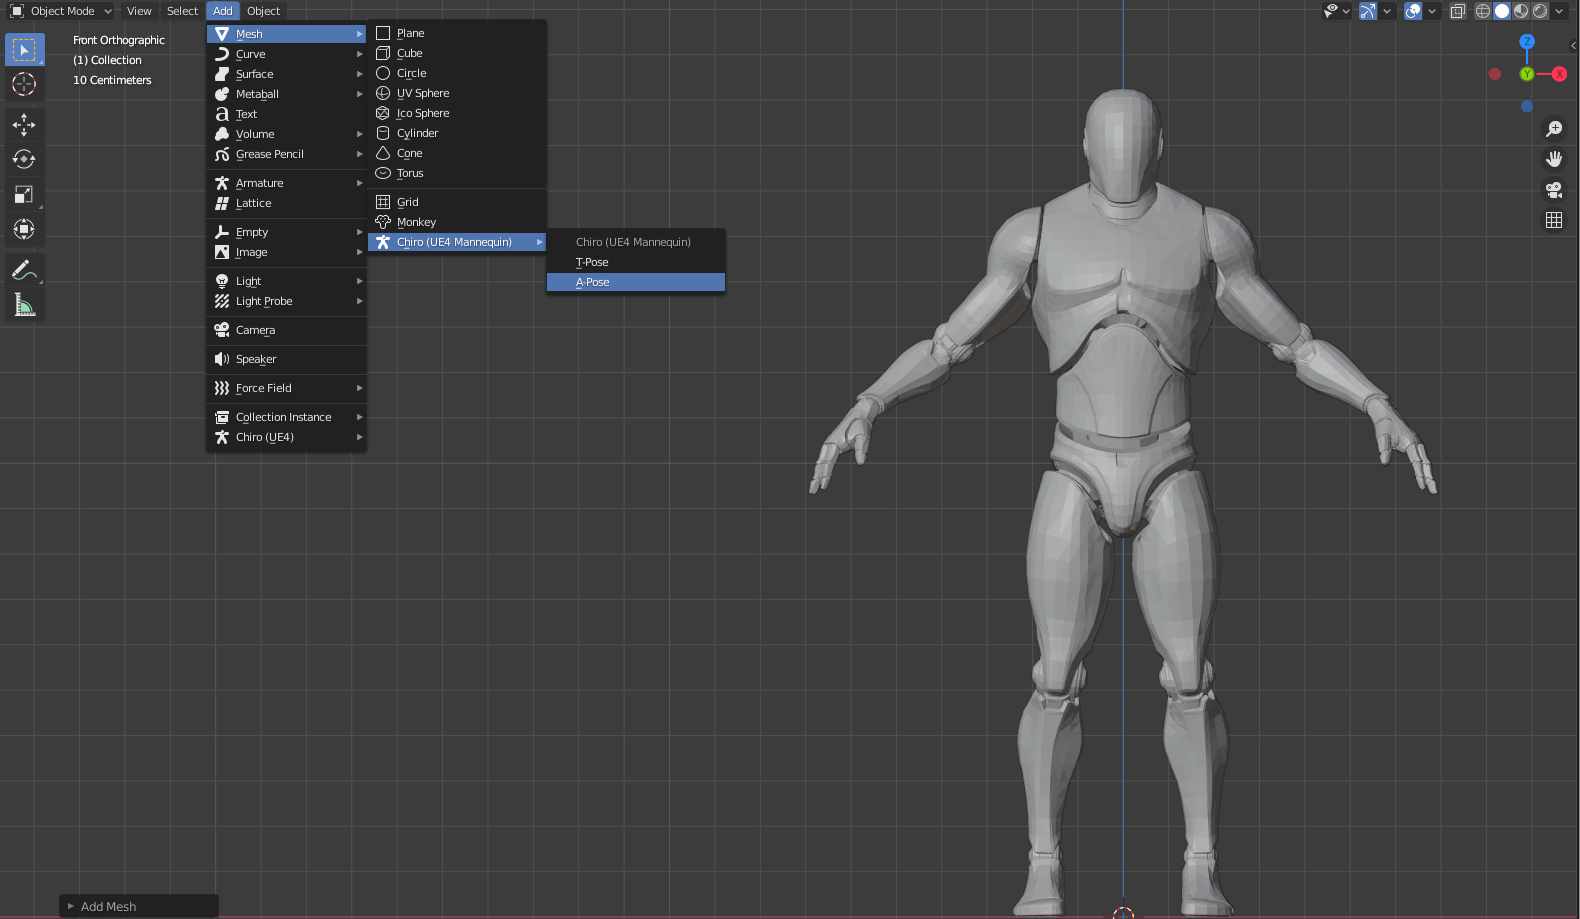 Object Mode View Select Add Object
Front Orthographic
(1) Collection
10 Centimeters
Mesh
Curve
Surface
Metaball
Text
Volume
Grease Pencil
Armature
Lattice
Empty
Image
Light
Light Probe
Camera
Speaker
Force Field
Collection Instance
Chiro (UE4)
Plane
Cube
Circle
UV Sphere
Ico Sphere
Cylinder
Cone
Torus
Grid
Monkey
Chiro (UE4 Mannequin)
Chiro (UE4 Mannequin)
T-Pose
A-Pose
Z
Y X
Add Mesh